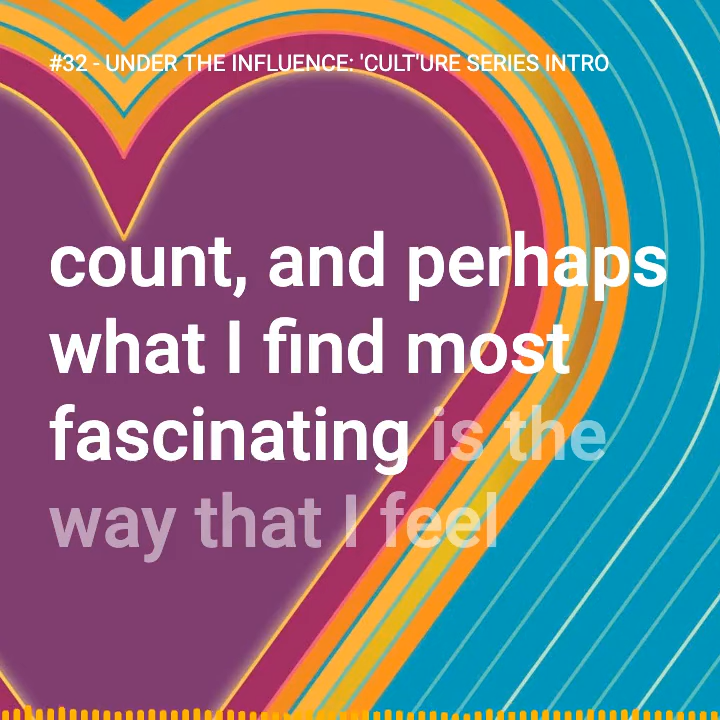 #32 - UNDER THE INFLUENCE: 'CULT'URE SERIES INTRO
count, and perhaps
what I find most
fascinating is the
way that I feel